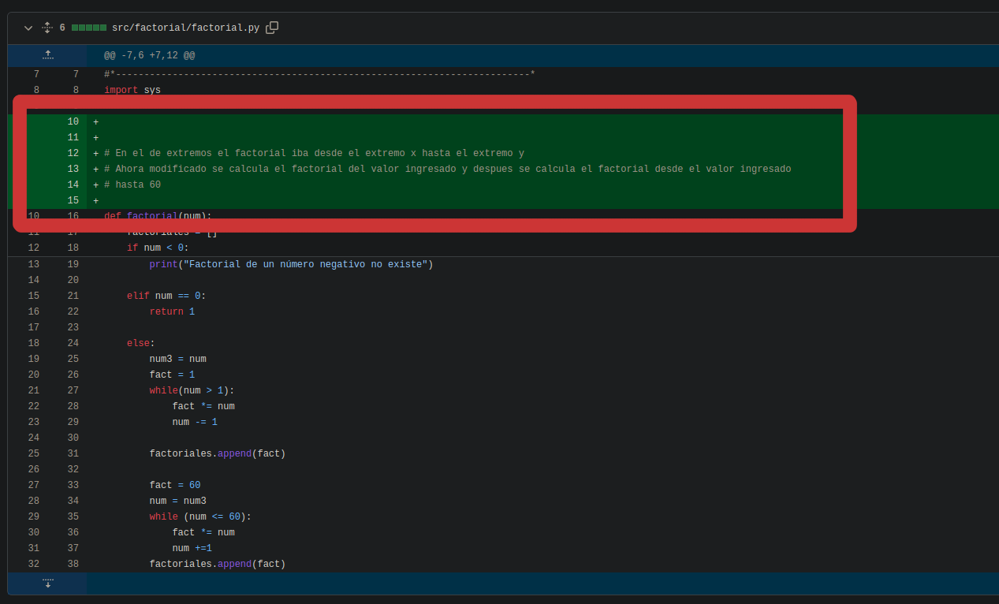 6 src/factorial/factorial.py
@@ -7,6 +7,12 @@
7 7 #*-------------------------------------------------------------------------*
8 8 import sys
10 +
11 +
12 + # En el de extremos el factorial iba desde el extremo x hasta el extremo y
13 + # Ahora modificado se calcula el factorial del valor ingresado y despues se calcula el factorial desde el valor ingresado
14 + # hasta 60
15 +
10 16 def factorial(num):
11 17 factoriales = []
12 18 if num < 0:
13 19 print("Factorial de un número negativo no existe")
14 20
15 21 elif num == 0:
16 22 return 1
17 23
18 24 else:
19 25 num3 = num
20 26 fact = 1
21 27 while(num > 1):
22 28 fact *= num
23 29 num -= 1
24 30
25 31 factoriales.append(fact)
26 32
27 33 fact = 60
28 34 num = num3
29 35 while (num <= 60):
30 36 fact *= num
31 37 num +=1
32 38 factoriales.append(fact)